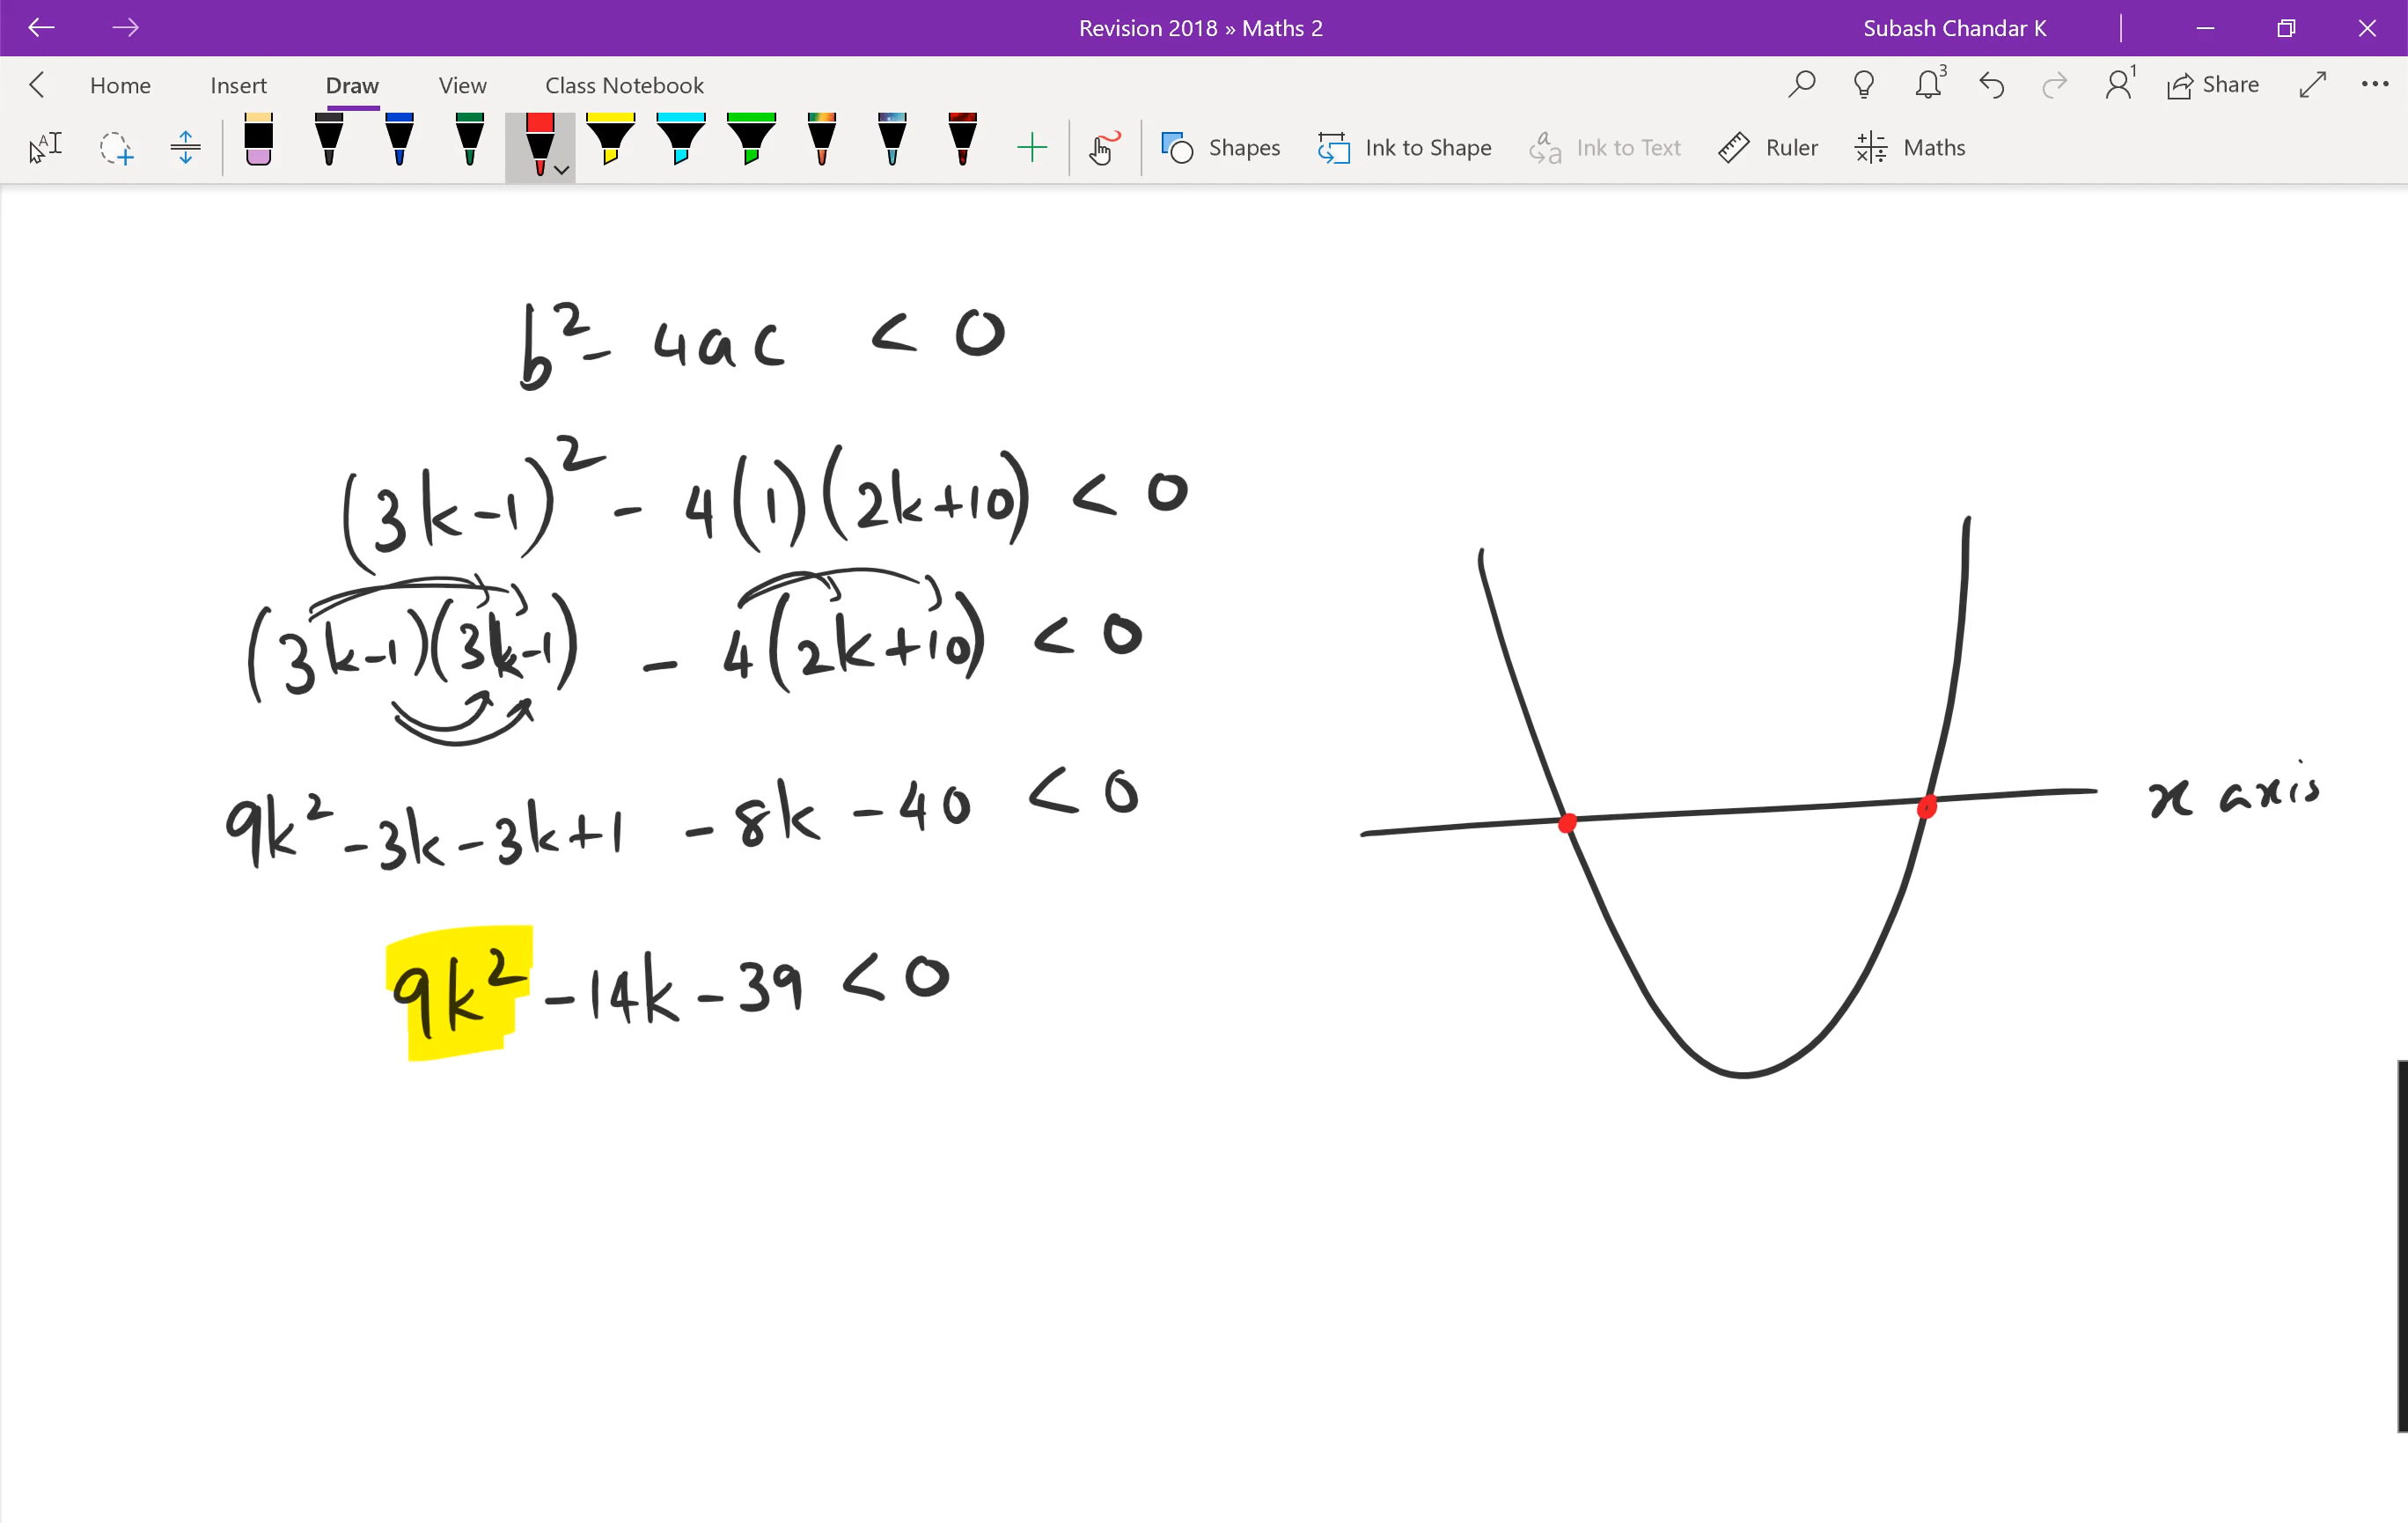 Revision 2018 » Maths 2
Subash Chandar K
Home Insert Draw View Class Notebook
3
1
Share
Shapes Ink to Shape Ink to Text Ruler Maths
b² - 4ac < 0
(3k-1)² - 4(1)(2k+10) < 0
(3k-1)(3k-1) - 4(2k+10) < 0
9k² - 3k - 3k + 1 - 8k - 40 < 0
9k² - 14k - 39 < 0
x axis